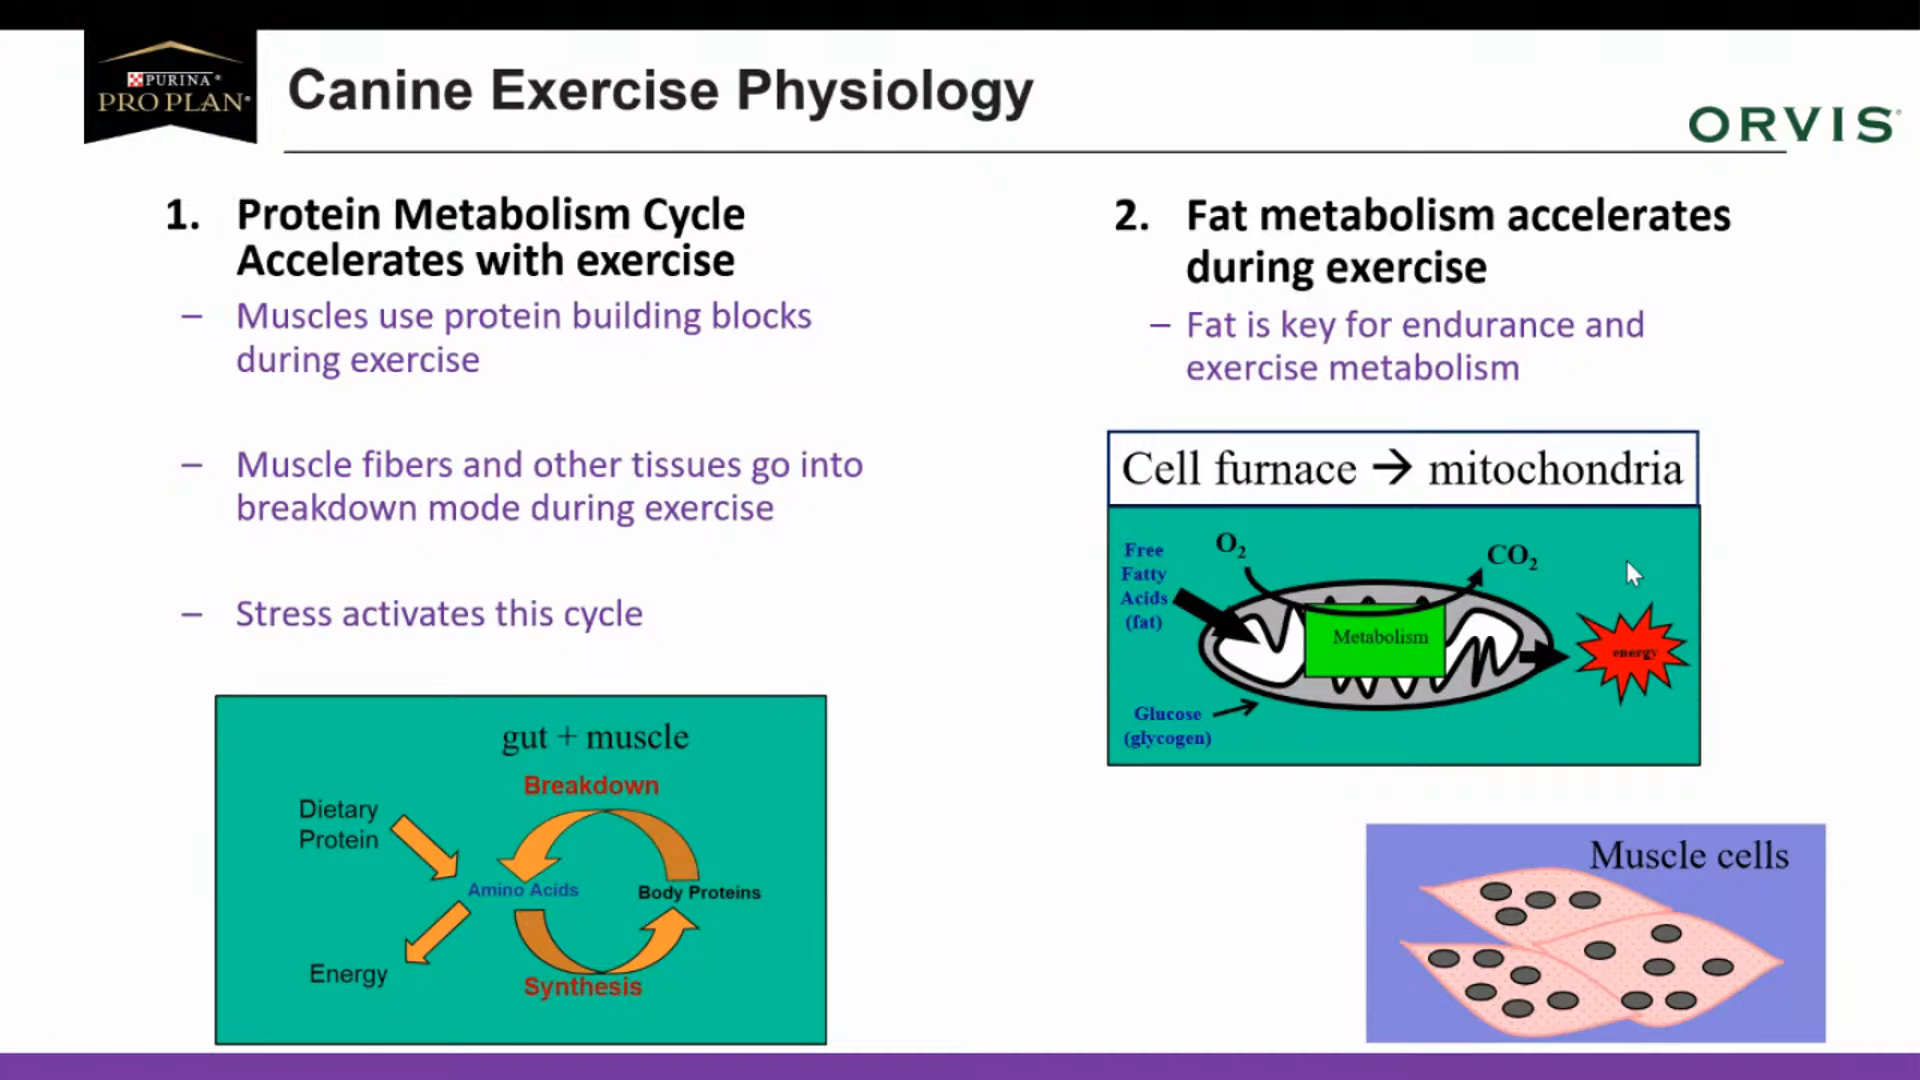 PURINA®
PRO PLAN®
Canine Exercise Physiology
ORVIS®
1. Protein Metabolism Cycle
Accelerates with exercise
– Muscles use protein building blocks
during exercise
– Muscle fibers and other tissues go into
breakdown mode during exercise
– Stress activates this cycle
gut + muscle
Breakdown
Dietary
Protein
Amino Acids
Body Proteins
Energy
Synthesis
2. Fat metabolism accelerates
during exercise
– Fat is key for endurance and
exercise metabolism
Cell furnace → mitochondria
Free
Fatty
Acids
(fat)
O₂
CO₂
Metabolism
energy
Glucose
(glycogen)
Muscle cells